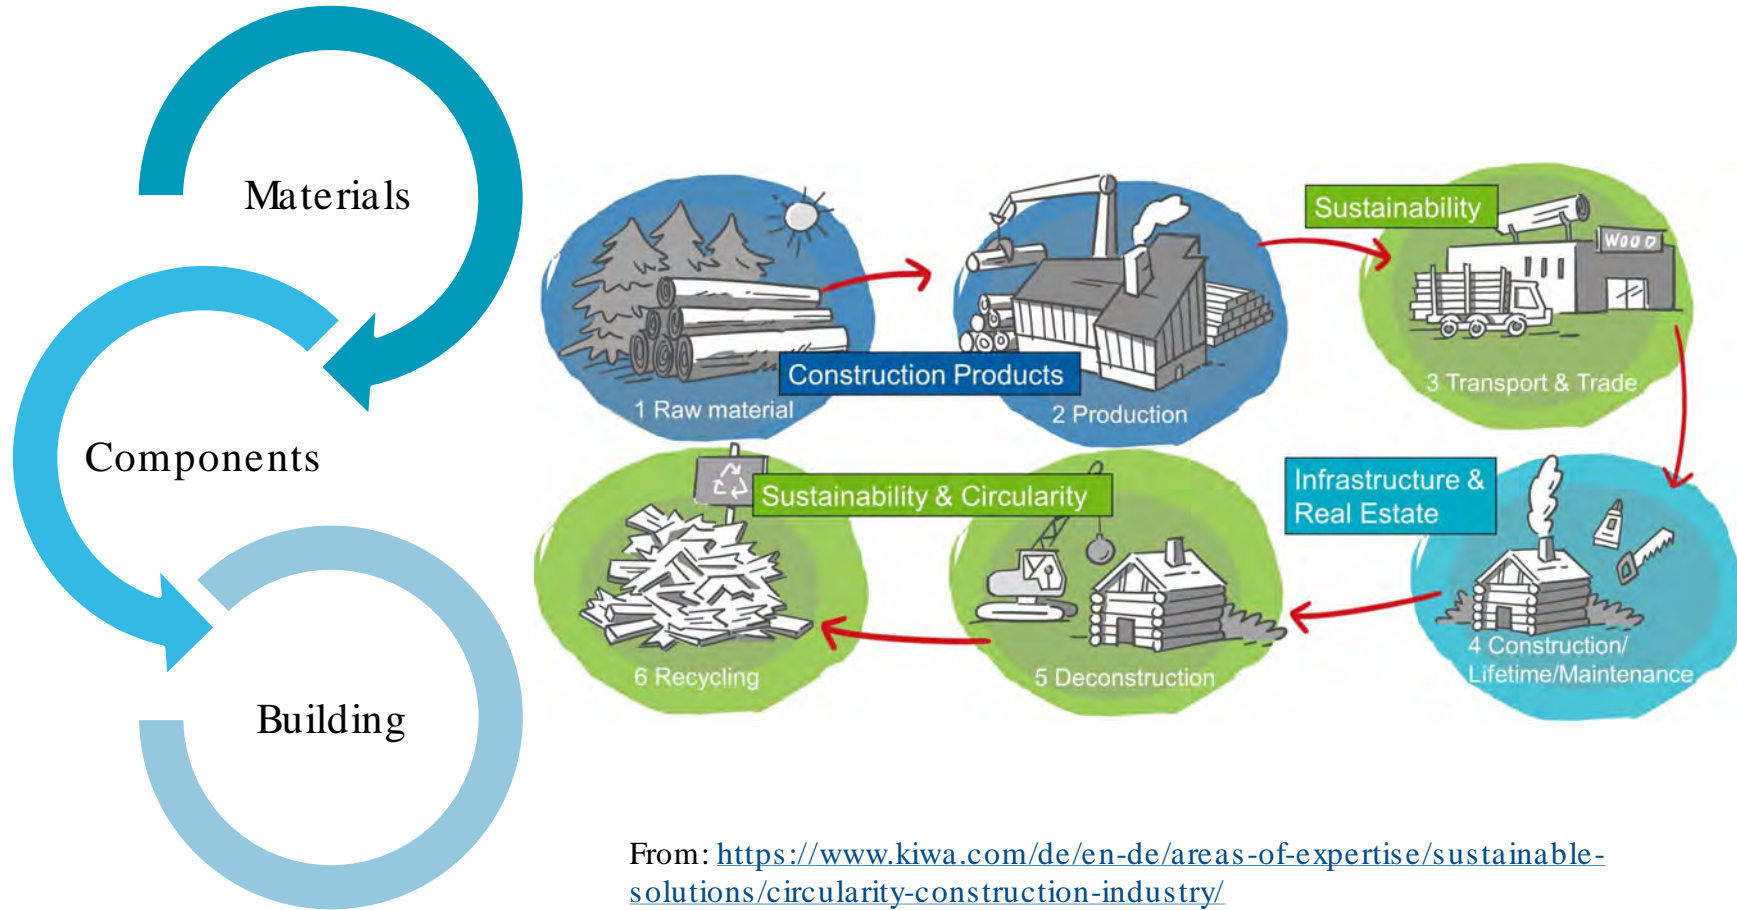 Materials
Components
Building
Sustainability
WOOD
Construction Products
1 Raw material
2 Production
3 Transport & Trade
Sustainability & Circularity
Infrastructure &
Real Estate
6 Recycling
5 Deconstruction
4 Construction/
Lifetime/Maintenance
From: https://www.kiwa.com/de/en-de/areas-of-expertise/sustainable-
solutions/circularity-construction-industry/